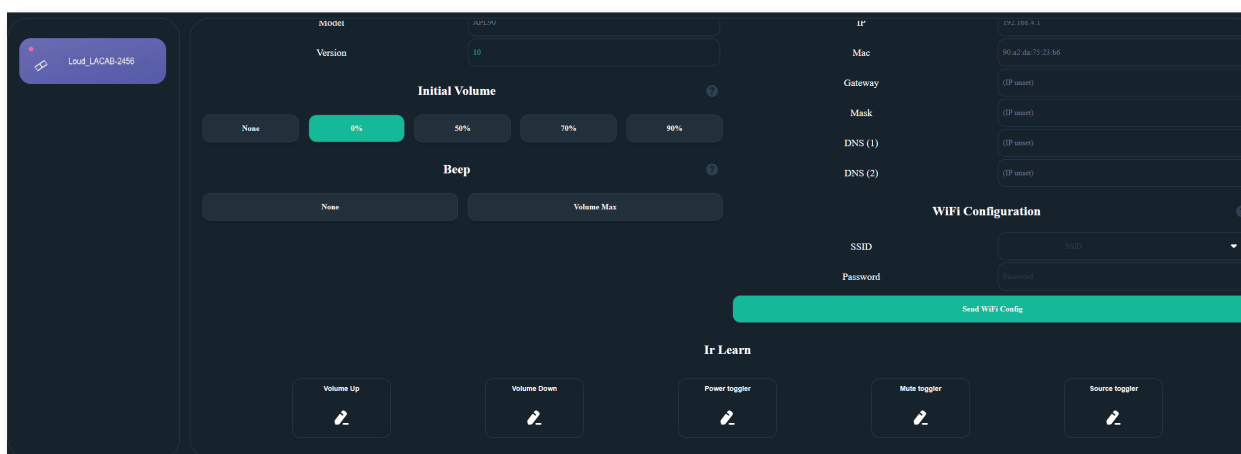 Loud_LACAB-2456
Model
APL90
Version
10
Initial Volume
?
None
0%
50%
70%
90%
Beep
?
None
Volume Max
IP
192.168.4.1
Mac
90:a2:da:75:23:b6
Gateway
(IP unset)
Mask
(IP unset)
DNS (1)
(IP unset)
DNS (2)
(IP unset)
WiFi Configuration
SSID
SSID
Password
Password
Send WiFi Config
Ir Learn
Volume Up
Volume Down
Power toggler
Mute toggler
Source toggler